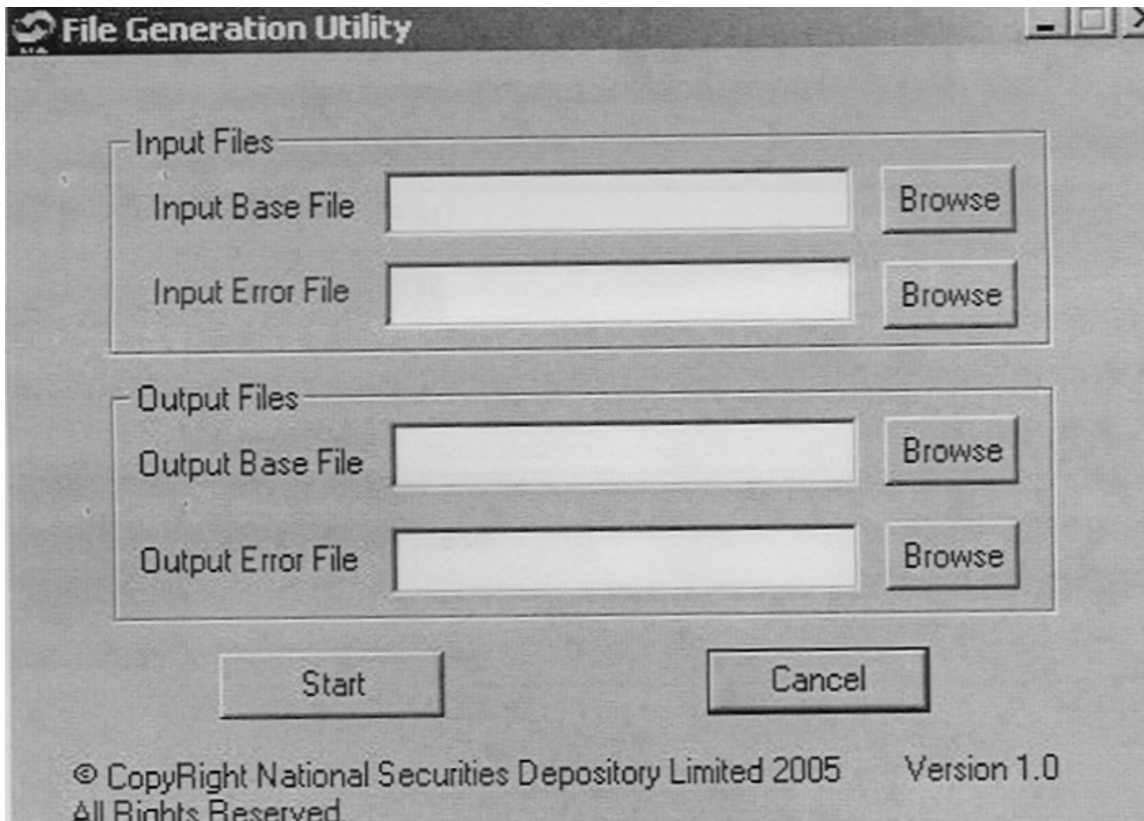 File Generation Utility
Input Files
Input Base File Browse
Input Error File Browse
Output Files
Output Base File Browse
Output Error File Browse
Start Cancel
© CopyRight National Securities Depository Limited 2005 Version 1.0
All Rights Reserved